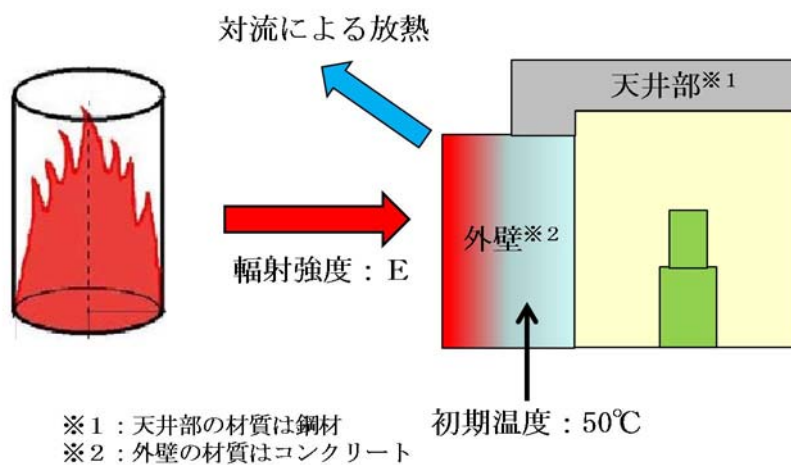 対流による放熱
天井部※1
外壁※2
輻射強度：E
初期温度：50℃
※1：天井部の材質は鋼材
※2：外壁の材質はコンクリート